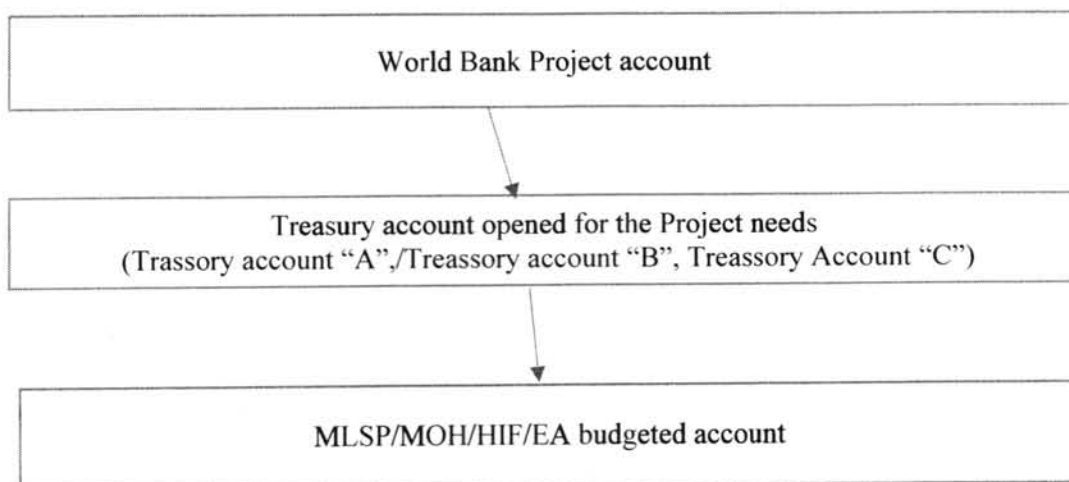 World Bank Project account
Treasury account opened for the Project needs
(Trassory account “A”,/Treassory account “B”, Treassory Account “C”)
MLSP/MOH/HIF/EA budgeted account